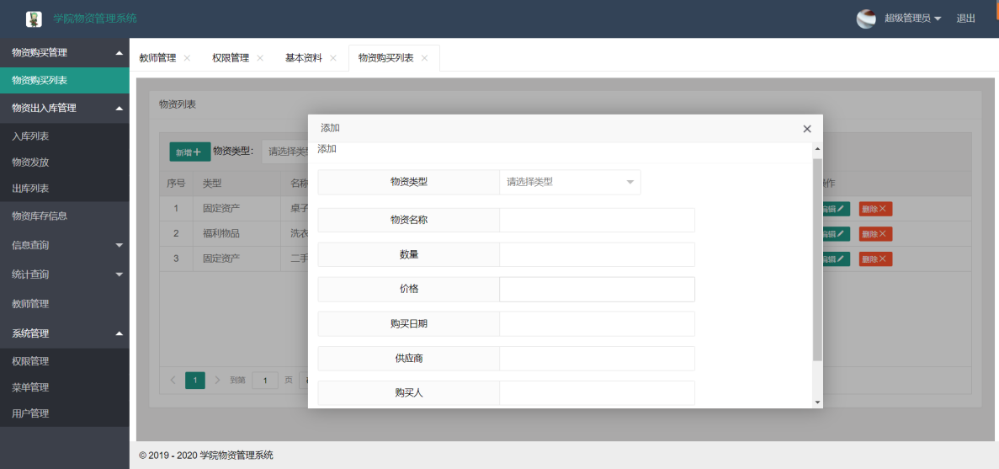 学院物资管理系统
超级管理员
退出
物资购买管理
物资购买列表
物资出入库管理
入库列表
物资发放
出库列表
物资库存信息
信息查询
统计查询
教师管理
系统管理
权限管理
菜单管理
用户管理
教师管理 × 权限管理 × 基本资料 × 物资购买列表 ×
物资列表
新增 物资类型： 请选择类
序号 类型 名称
1 固定资产 桌子
2 福利物品 洗衣
3 固定资产 二手
作
编辑 删除
编辑 删除
编辑 删除
1 到第 1 页
添加
添加
物资类型 请选择类型
物资名称
数量
价格
购买日期
供应商
购买人
© 2019 - 2020 学院物资管理系统